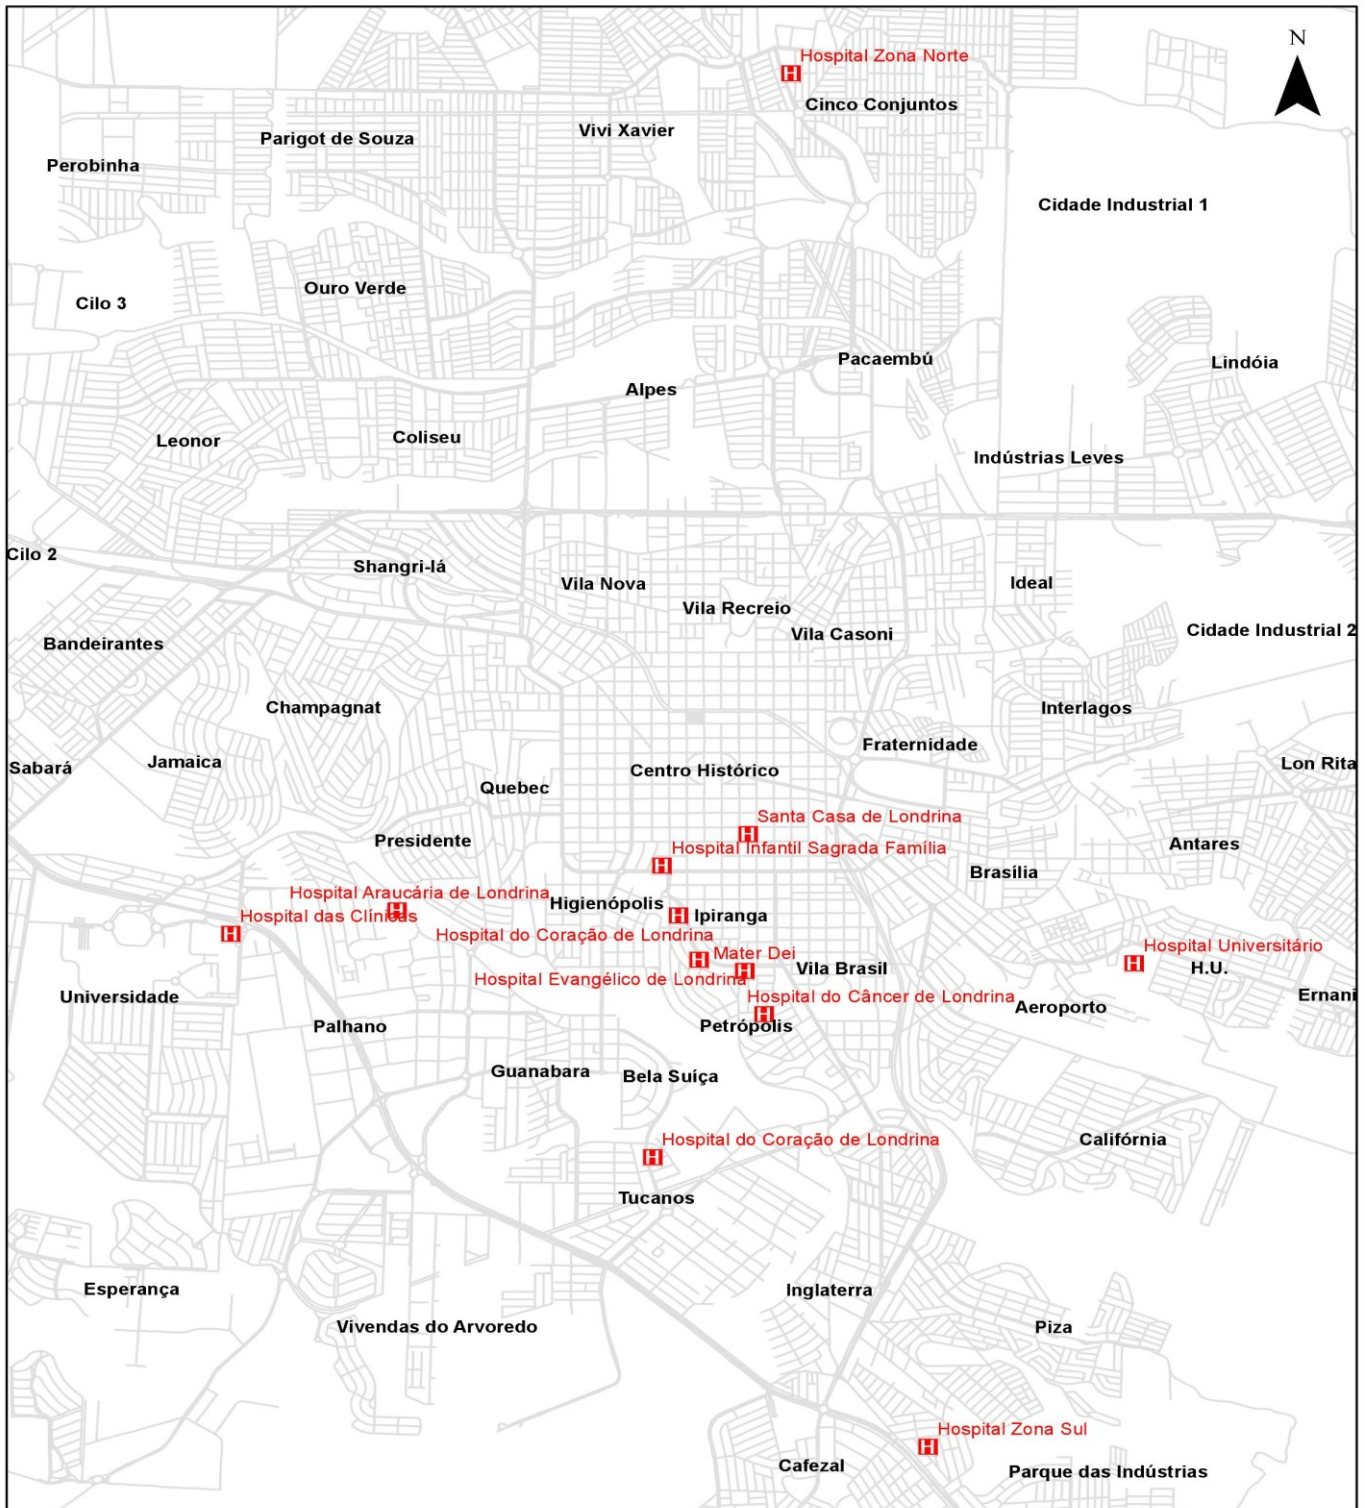 N
Hospital Zona Norte
H
Cinco Conjuntos
Vivi Xavier
Parigot de Souza
Perobinha
Cidade Industrial 1
Ouro Verde
Cilo 3
Pacaembú
Lindóia
Alpes
Coliseu
Leonor
Indústrias Leves
Cilo 2
Shangri-lá
Vila Nova
Ideal
Vila Recreio
Vila Casoni
Cidade Industrial 2
Bandeirantes
Champagnat
Interlagos
Fraternidade
Jamaica
Sabará
Centro Histórico
Lon Rita
Quebec
Santa Casa de Londrina
H
Presidente
Hospital Infantil Sagrada Família
H
Antares
Brasília
Hospital Araucária de Londrina
H
Higienópolis
Hospital das Clínicas
H
H
Ipiranga
Hospital do Coração de Londrina
Hospital Universitário
H
Mater Dei
H
Vila Brasil
H.U.
Hospital Evangélico de Londrina
H
Universidade
Hospital do Câncer de Londrina
H
Ernani
Aeroporto
Palhano
Petrópolis
Guanabara
Bela Suíça
Hospital do Coração de Londrina
H
Califórnia
Tucanos
Esperança
Inglaterra
Vivendas do Arvoredo
Piza
Hospital Zona Sul
H
Cafezal
Parque das Indústrias